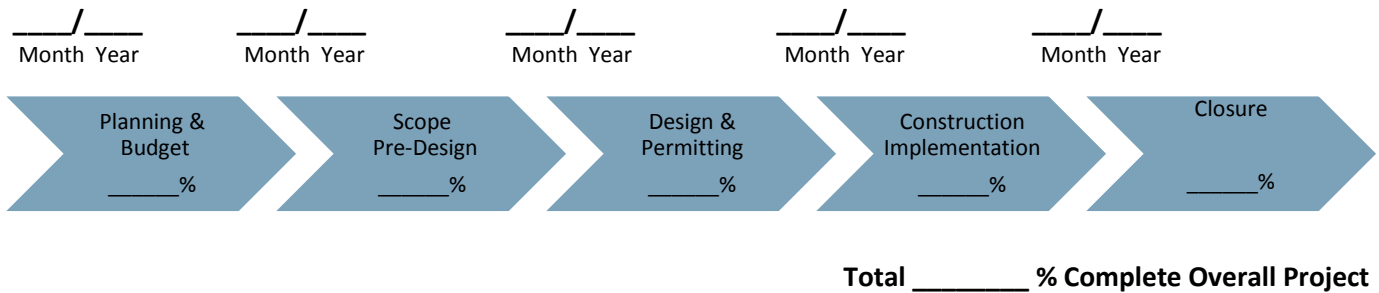 ____/____ ____/____ ____/____ ____/____ ____/____
Month Year Month Year Month Year Month Year Month Year
Planning &
Budget
______%
Scope
Pre-Design
______%
Design &
Permitting
______%
Construction
Implementation
______%
Closure
______%
Total ________ % Complete Overall Project